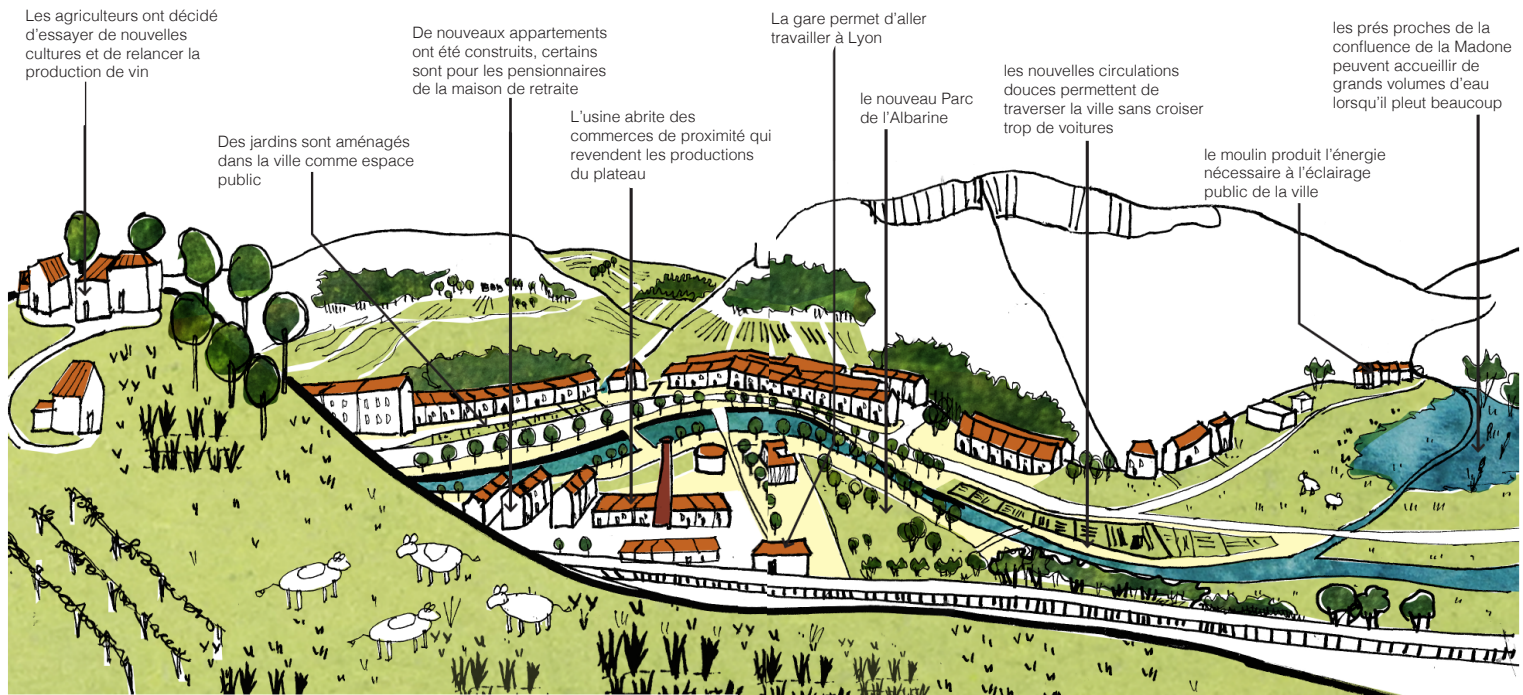 Les agriculteurs ont décidé
d'essayer de nouvelles
cultures et de relancer la
production de vin
Des jardins sont aménagés
dans la ville comme espace
public
De nouveaux appartements
ont été construits, certains
sont pour les pensionnaires
de la maison de retraite
L'usine abrite des
commerces de proximité qui
revendent les productions
du plateau
La gare permet d'aller
travailler à Lyon
le nouveau Parc
de l'Albarine
les nouvelles circulations
douces permettent de
traverser la ville sans croiser
trop de voitures
le moulin produit l'énergie
nécessaire à l'éclairage
public de la ville
les prés proches de la
confluence de la Madone
peuvent accueillir de
grands volumes d'eau
lorsqu'il pleut beaucoup